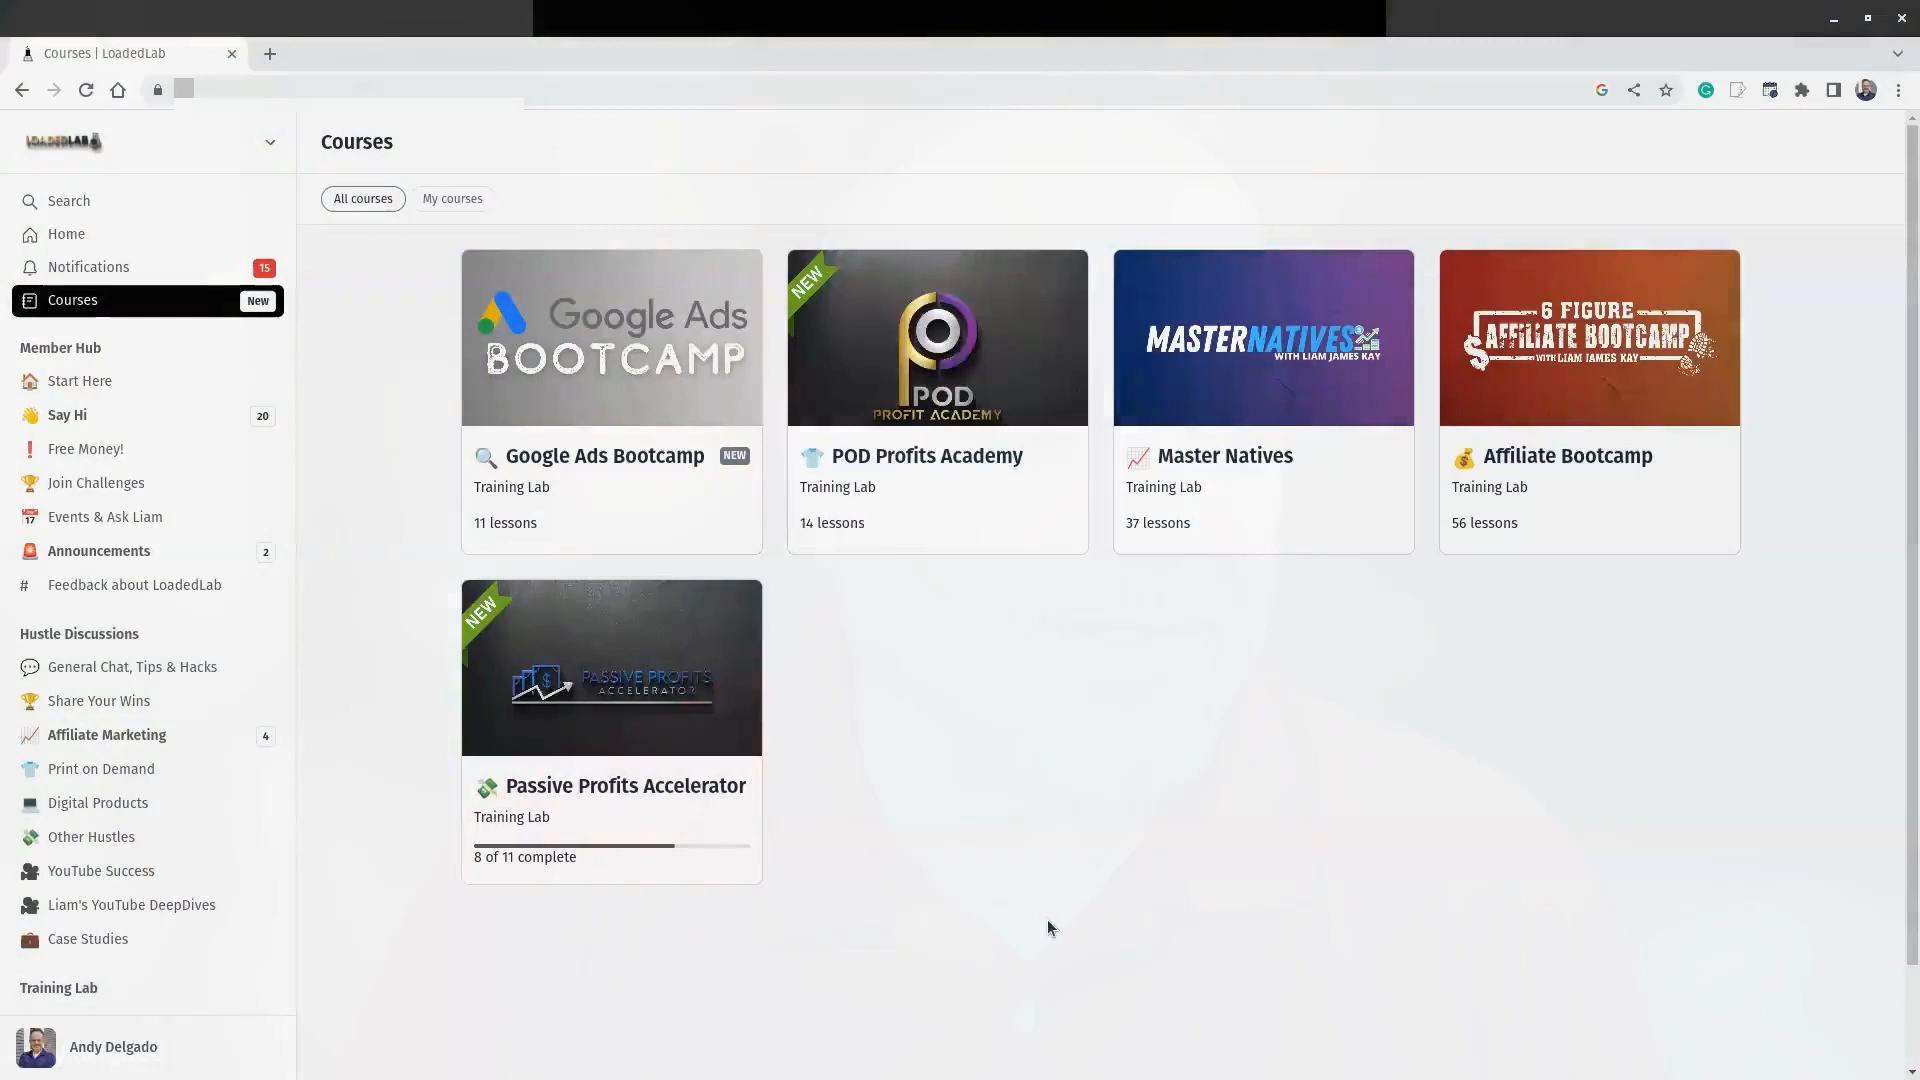 Courses | LoadedLab
LOADEDLAB
Courses
All courses
My courses
Search
Home
Notifications
15
Courses
New
Member Hub
Start Here
Say Hi
20
Free Money!
Join Challenges
Events & Ask Liam
Announcements
2
# Feedback about LoadedLab
Hustle Discussions
General Chat, Tips & Hacks
Share Your Wins
Affiliate Marketing
4
Print on Demand
Digital Products
Other Hustles
YouTube Success
Liam's YouTube DeepDives
Case Studies
Training Lab
Andy Delgado
Google Ads
BOOTCAMP
Google Ads Bootcamp
NEW
Training Lab
11 lessons
NEW
POD
PROFIT ACADEMY
POD Profits Academy
Training Lab
14 lessons
MASTERNATIVES
WITH LIAM JAMES KAY
Master Natives
Training Lab
37 lessons
6 FIGURE
AFFILIATE BOOTCAMP
WITH LIAM JAMES KAY
Affiliate Bootcamp
Training Lab
56 lessons
NEW
PASSIVE PROFITS
ACCELERATOR
Passive Profits Accelerator
Training Lab
8 of 11 complete